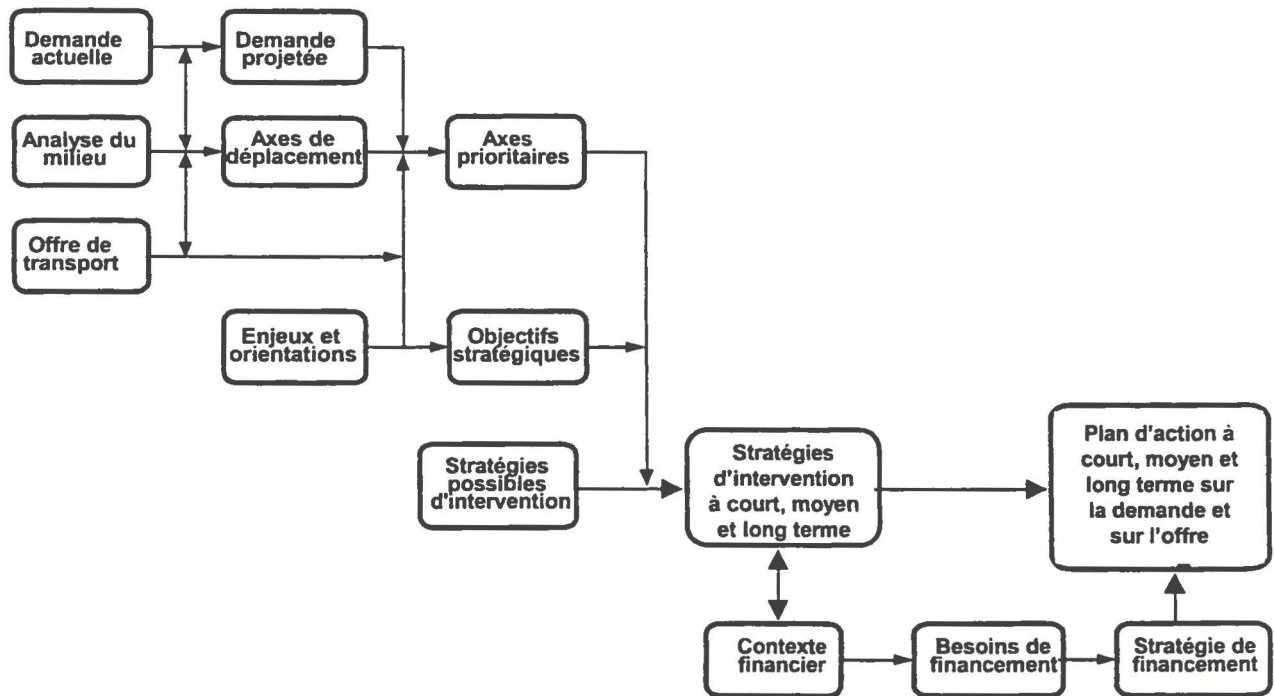 Demande
actuelle
Demande
projetée
Analyse du
milieu
Axes de
déplacement
Axes
prioritaires
Offre de
transport
Enjeux et
orientations
Objectifs
stratégiques
Stratégies
possibles
d'intervention
Stratégies
d'intervention
à court, moyen
et long terme
Plan d'action à
court, moyen et
long terme sur
la demande et
sur l'offre
Contexte
financier
Besoins de
financement
Stratégie de
financement